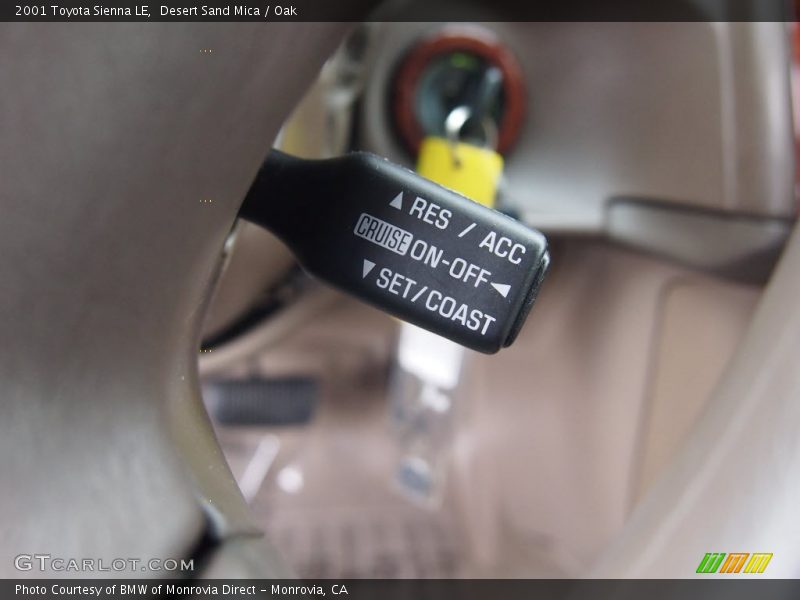 2001 Toyota Sienna LE, Desert Sand Mica / Oak
▲ RES / ACC
CRUISE ON-OFF ◀
▼ SET/COAST
GTCARLOT.COM
Photo Courtesy of BMW of Monrovia Direct - Monrovia, CA